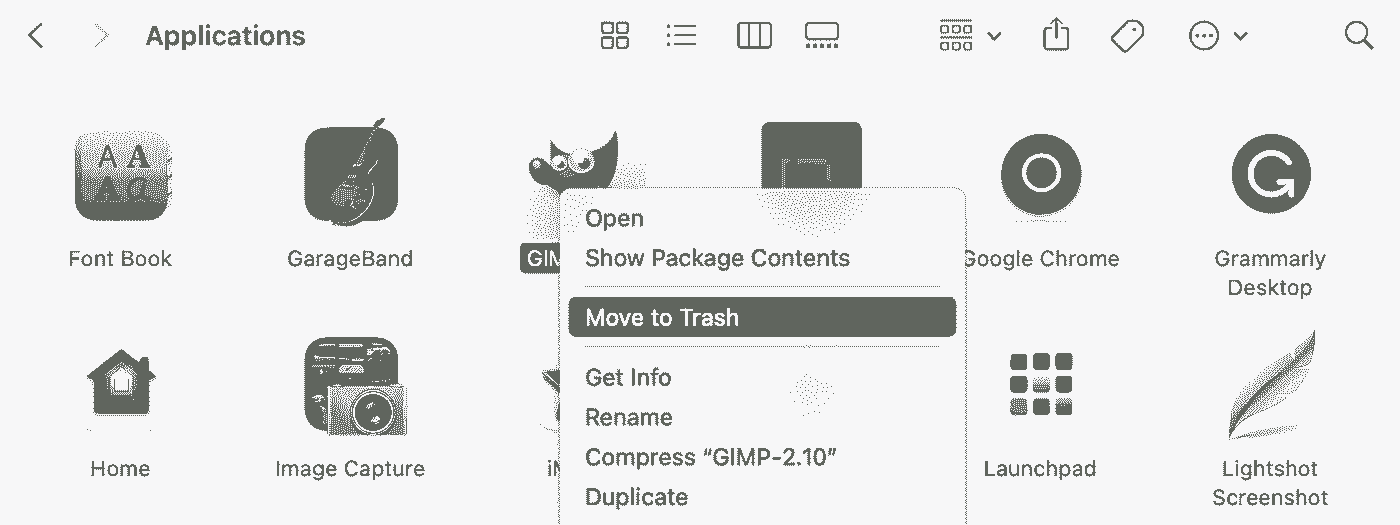 Applications
Font Book
GarageBand
GIM
Google Chrome
Grammarly
Desktop
Open
Show Package Contents
Move to Trash
Get Info
Rename
Compress “GIMP-2.10”
Duplicate
Home
Image Capture
Launchpad
Lightshot
Screenshot